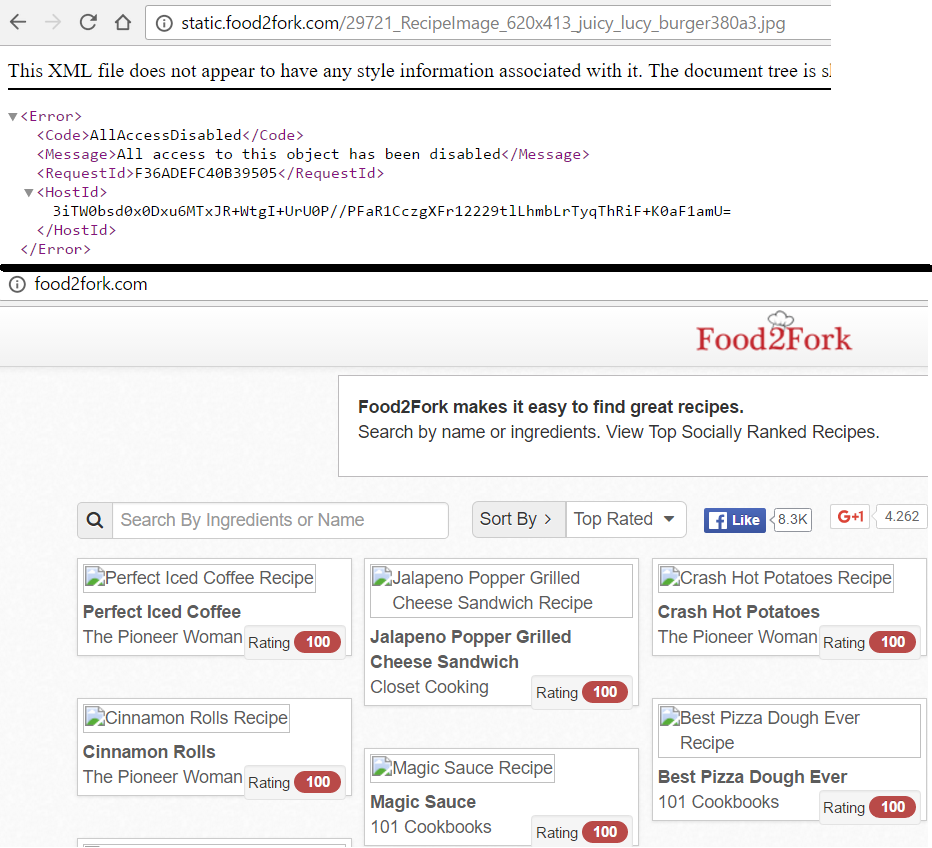 static.food2fork.com/29721_RecipeImage_620x413_juicy_lucy_burger380a3.jpg
This XML file does not appear to have any style information associated with it. The document tree is
<Error>
<Code>AllAccessDisabled</Code>
<Message>All access to this object has been disabled</Message>
<RequestId>F36ADEFC40B39505</RequestId>
<HostId>
3iTW0bsd0x0Dxu6MTxJR+WtgI+UrU0P//PFaR1CczgXFr12229tlLhmbLrTyqThRiF+K0aF1amU=
</HostId>
</Error>
food2fork.com
Food2Fork
Food2Fork makes it easy to find great recipes.
Search by name or ingredients. View Top Socially Ranked Recipes.
Search By Ingredients or Name
Sort By >
Top Rated
Like
8.3K
G+1
4.262
Perfect Iced Coffee Recipe
Perfect Iced Coffee
The Pioneer Woman
Rating 100
Jalapeno Popper Grilled
Cheese Sandwich Recipe
Jalapeno Popper Grilled
Cheese Sandwich
Closet Cooking
Rating 100
Crash Hot Potatoes Recipe
Crash Hot Potatoes
The Pioneer Woman
Rating 100
Cinnamon Rolls Recipe
Cinnamon Rolls
The Pioneer Woman
Rating 100
Magic Sauce Recipe
Magic Sauce
101 Cookbooks
Rating 100
Best Pizza Dough Ever
Recipe
Best Pizza Dough Ever
101 Cookbooks
Rating 100